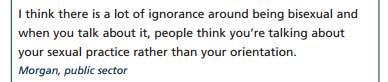 I think there is a lot of ignorance around being bisexual and
when you talk about it, people think you’re talking about
your sexual practice rather than your orientation.
Morgan, public sector